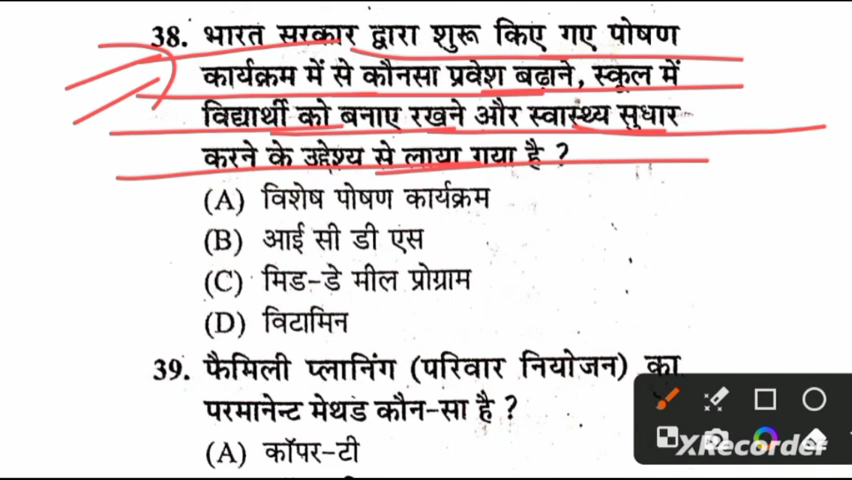 38. भारत सरकार द्वारा शुरू किए गए पोषण
कार्यक्रम में से कौनसा प्रवेश बढ़ाने, स्कूल में
विद्यार्थी को बनाए रखने और स्वास्थ्य सुधार
करने के उद्देश्य से लाया गया है ?
(A) विशेष पोषण कार्यक्रम
(B) आई सी डी एस
(C) मिड-डे मील प्रोग्राम
(D) विटामिन
39. फैमिली प्लानिंग (परिवार नियोजन) का
परमानेन्ट मेथड कौन-सा है ?
(A) कॉपर-टी
XRecorder